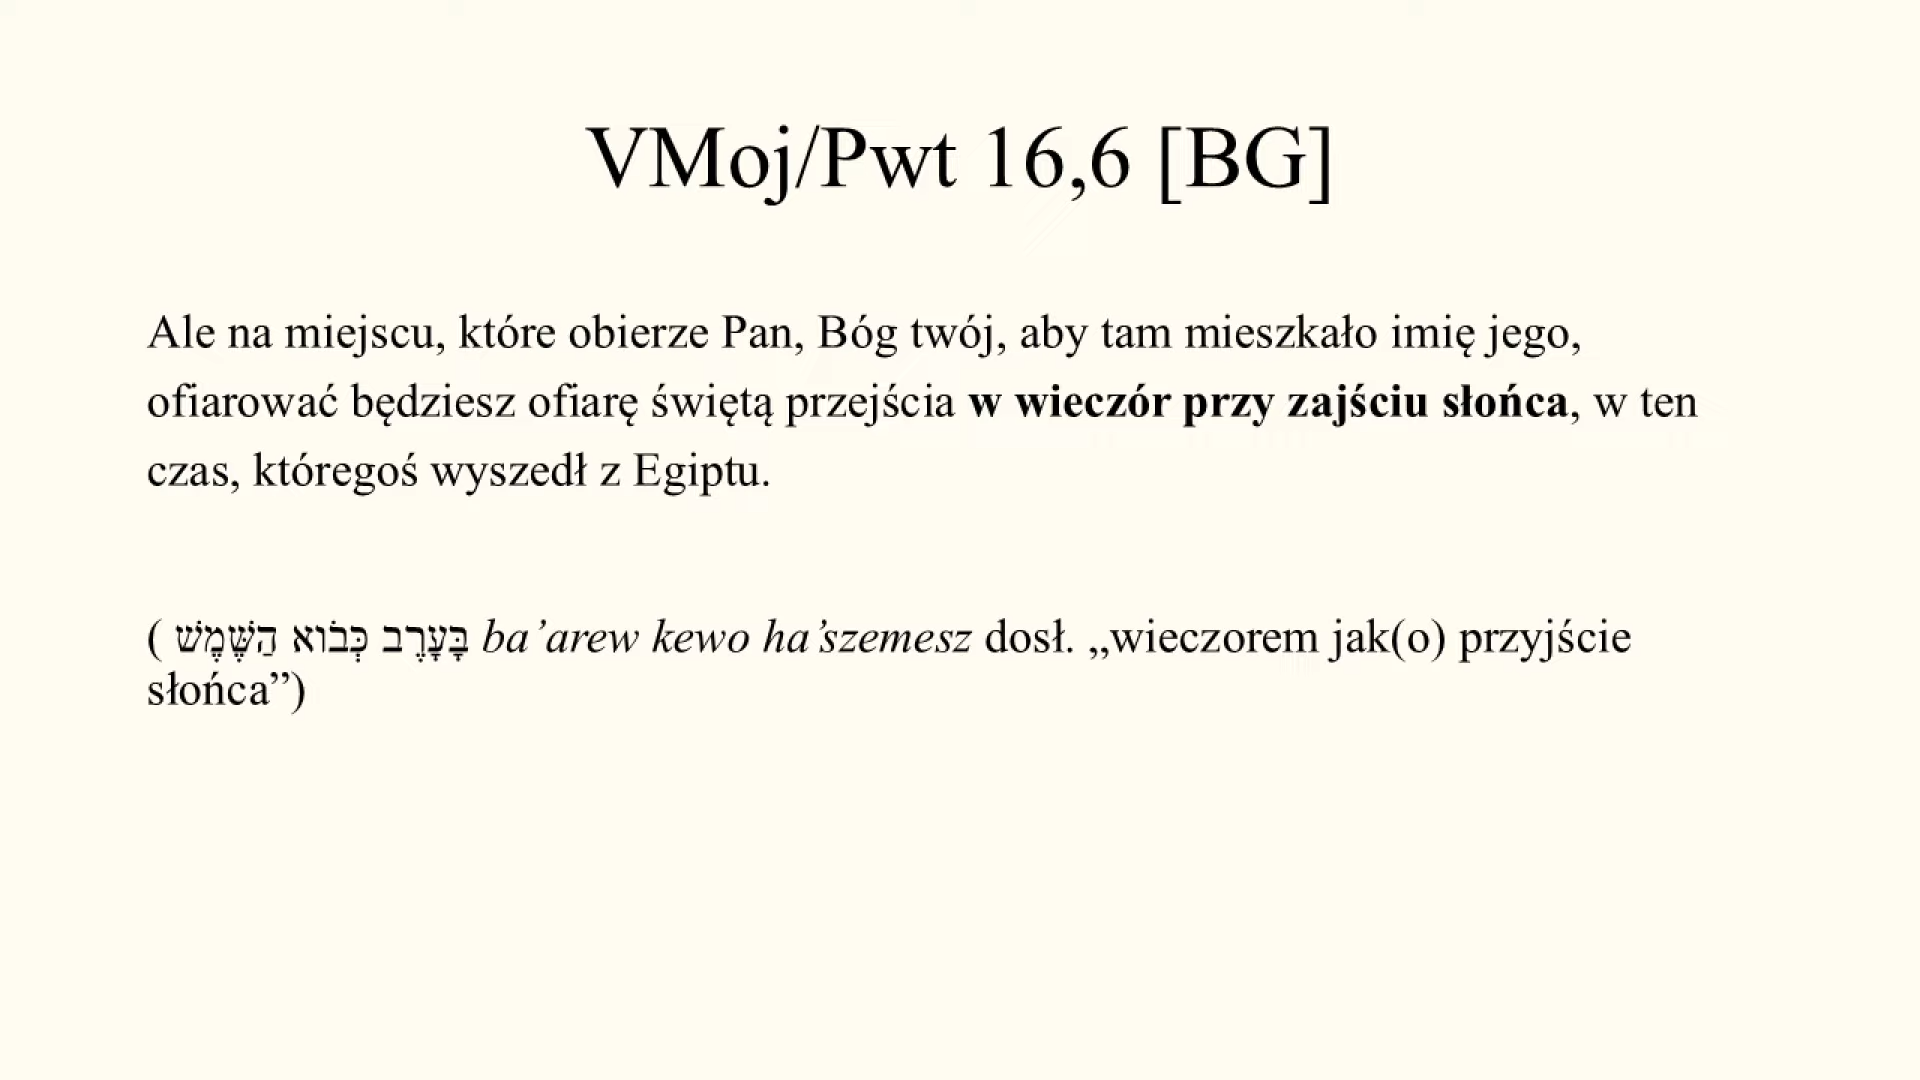 VMoj/Pwt 16,6 [BG]
Ale na miejscu, które obierze Pan, Bóg twój, aby tam mieszkało imię jego,
ofiarować będziesz ofiarę świętą przejścia w wieczór przy zajściu słońca, w ten
czas, któregoś wyszedł z Egiptu.
( בָּעָרֶב כְּבוֹא הַשֶּׁמֶשׁ ba’arew kewo ha’szemesz dosł. „wieczorem jak(o) przyjście
słońca”)